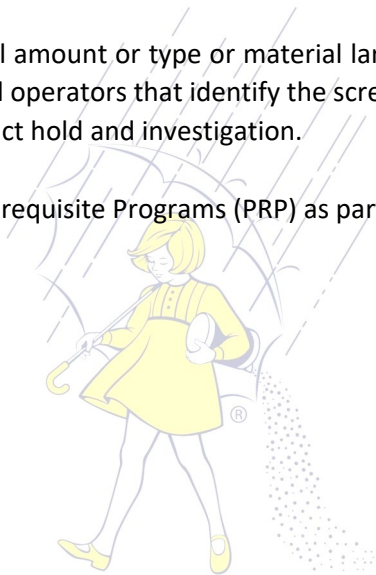 l amount or type or material lar
l operators that identify the scre
ct hold and investigation.
requisite Programs (PRP) as par
®